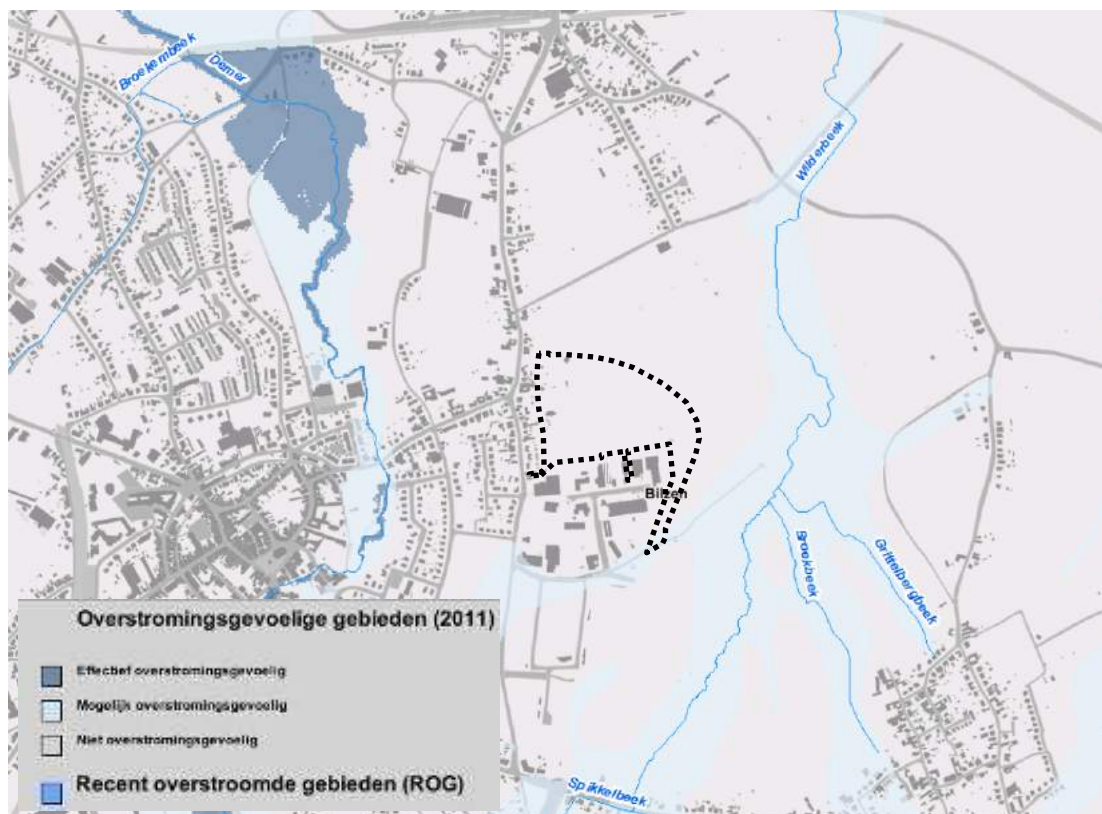 Broekembeek
Demer
Wilderbeek
Bilzen
Broekbeek
Grittelbergbeek
Spikkelbeek
Overstromingsgevoelige gebieden (2011)
Effectief overstromingsgevoelig
Mogelijk overstromingsgevoelig
Niet overstromingsgevoelig
Recent overstroomde gebieden (ROG)